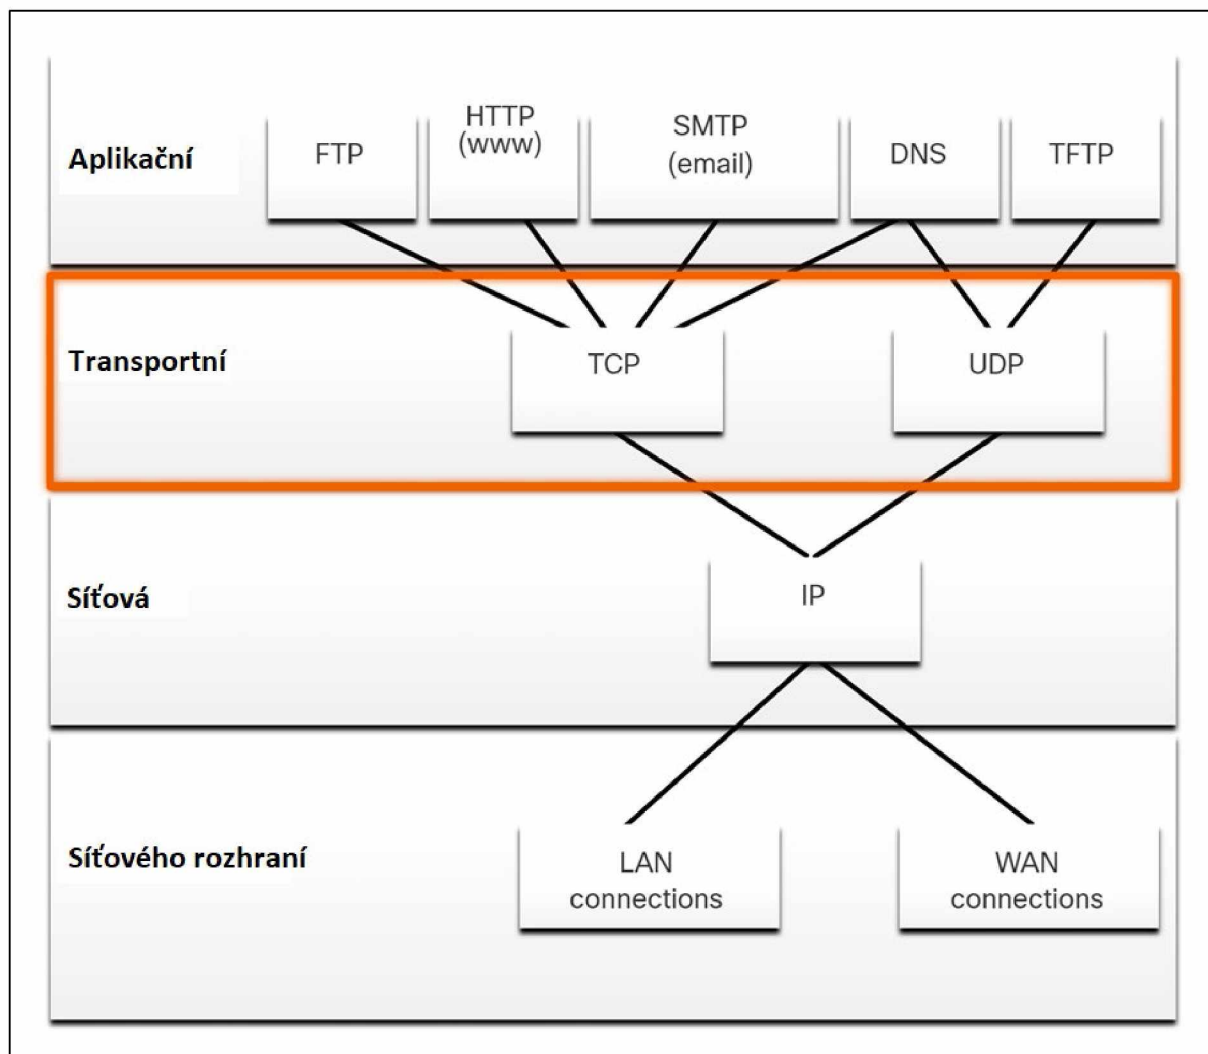 Aplikační
FTP
HTTP
(www)
SMTP
(email)
DNS
TFTP
Transportní
TCP
UDP
Síťová
IP
Síťového rozhraní
LAN
connections
WAN
connections